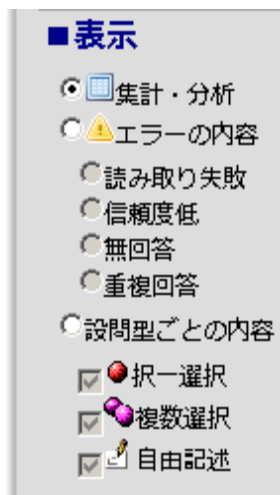 ■表示
集計・分析
エラーの内容
読み取り失敗
信頼度低
無回答
重複回答
設問型ごとの内容
択一選択
複数選択
自由記述